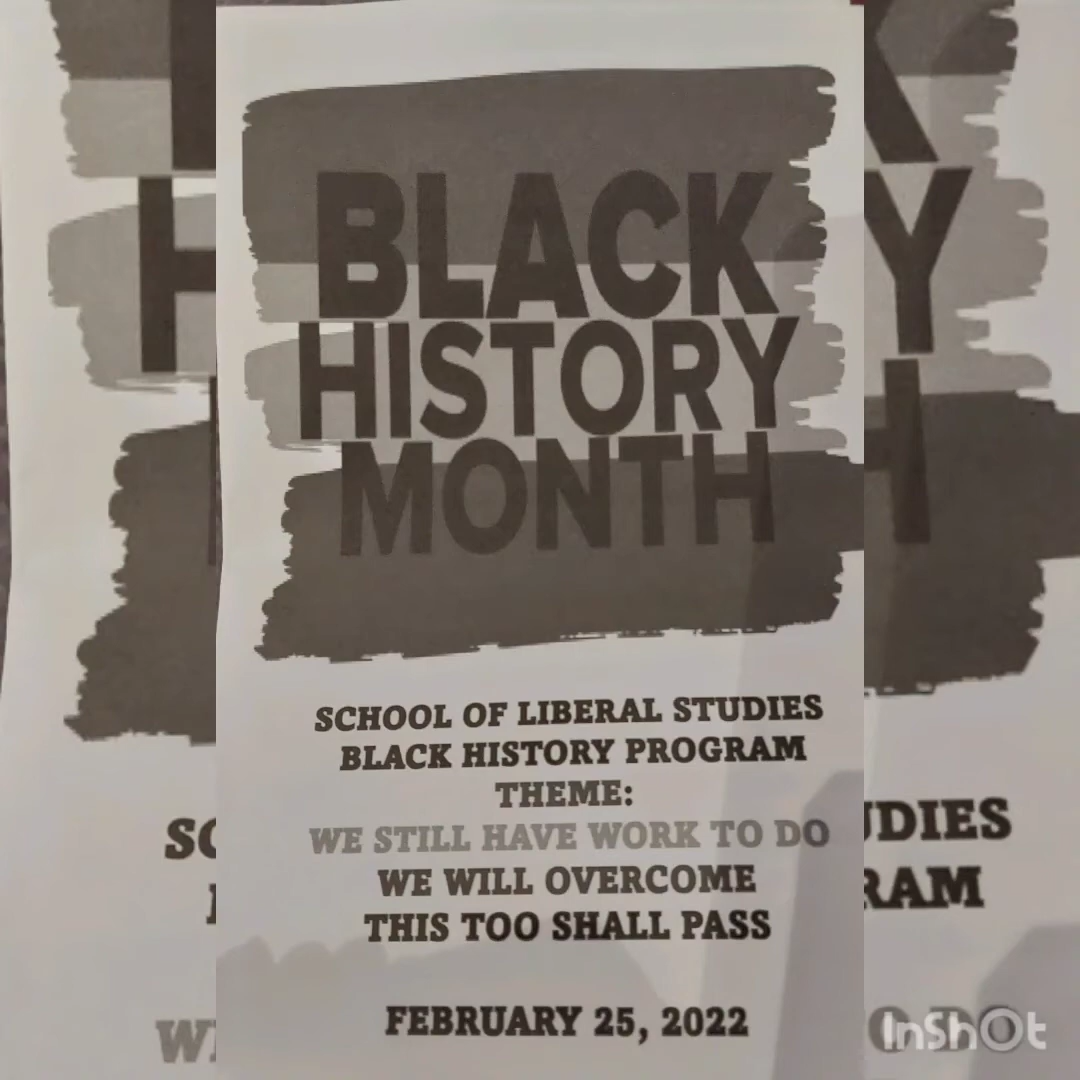 BLACK
HISTORY
MONTH
SCHOOL OF LIBERAL STUDIES
BLACK HISTORY PROGRAM
THEME:
WE STILL HAVE WORK TO DO
WE WILL OVERCOME
THIS TOO SHALL PASS
FEBRUARY 25, 2022
InShOt